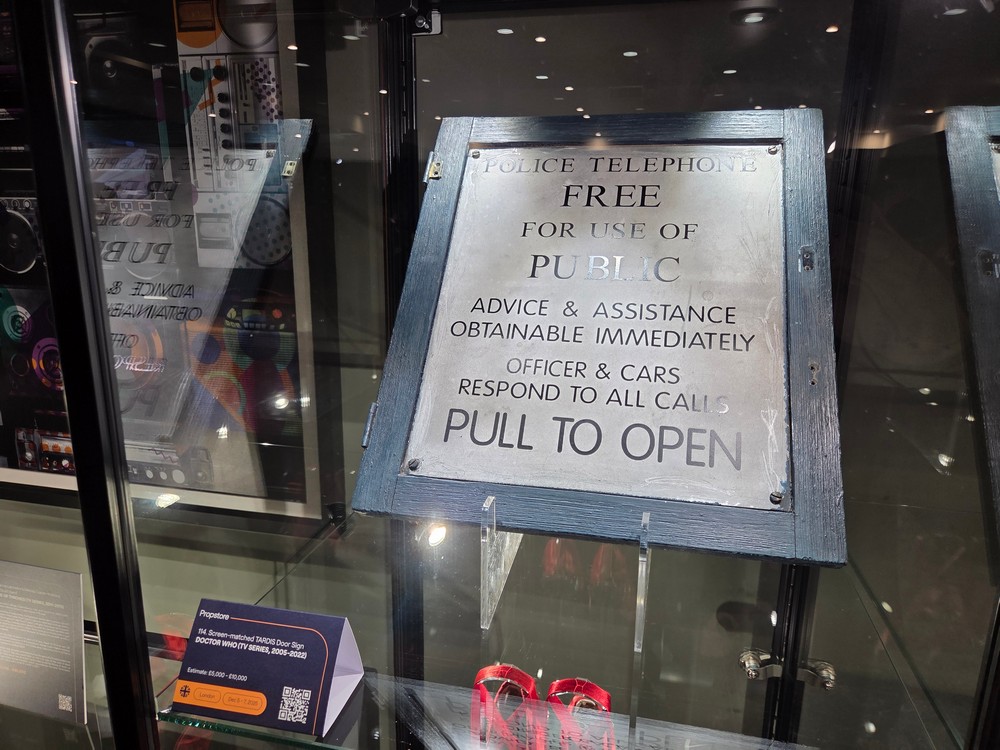 POLICE TELEPHONE
FREE
FOR USE OF
PUBLIC
ADVICE & ASSISTANCE
OBTAINABLE IMMEDIATELY
OFFICER & CARS
RESPOND TO ALL CALLS
PULL TO OPEN
Propstore
114. Screen-matched TARDIS Door Sign
DOCTOR WHO (TV SERIES, 2005-2022)
Estimate: £5,000 - £10,000
London